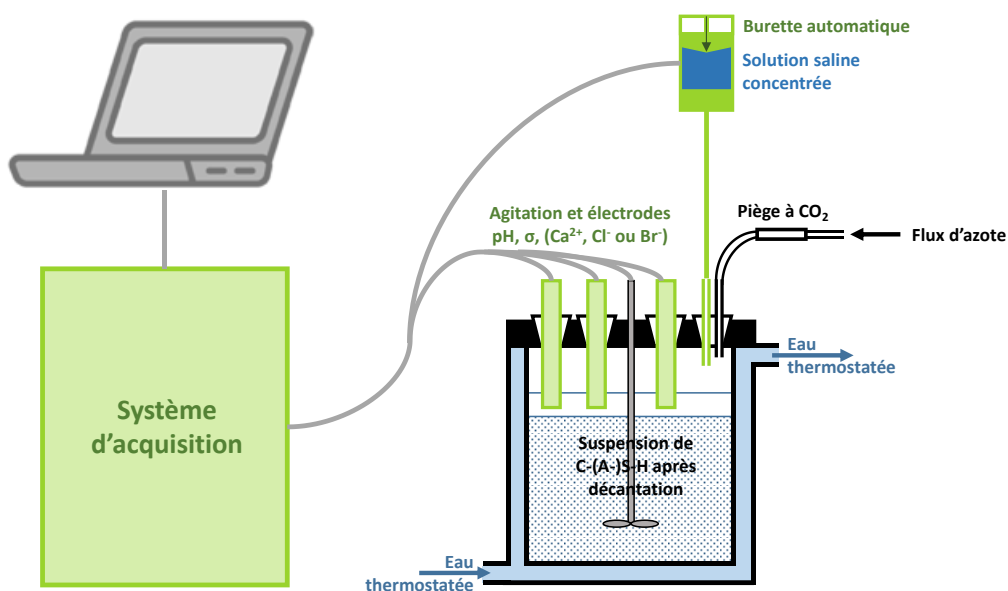 Burette automatique
Solution saline
concentrée
Agitation et électrodes
pH, σ, (Ca²⁺, Cl⁻ ou Br⁻)
Piège à CO₂
Flux d'azote
Eau
thermostatée
Système
d'acquisition
Suspension de
C-(A-)S-H après
décantation
Eau
thermostatée